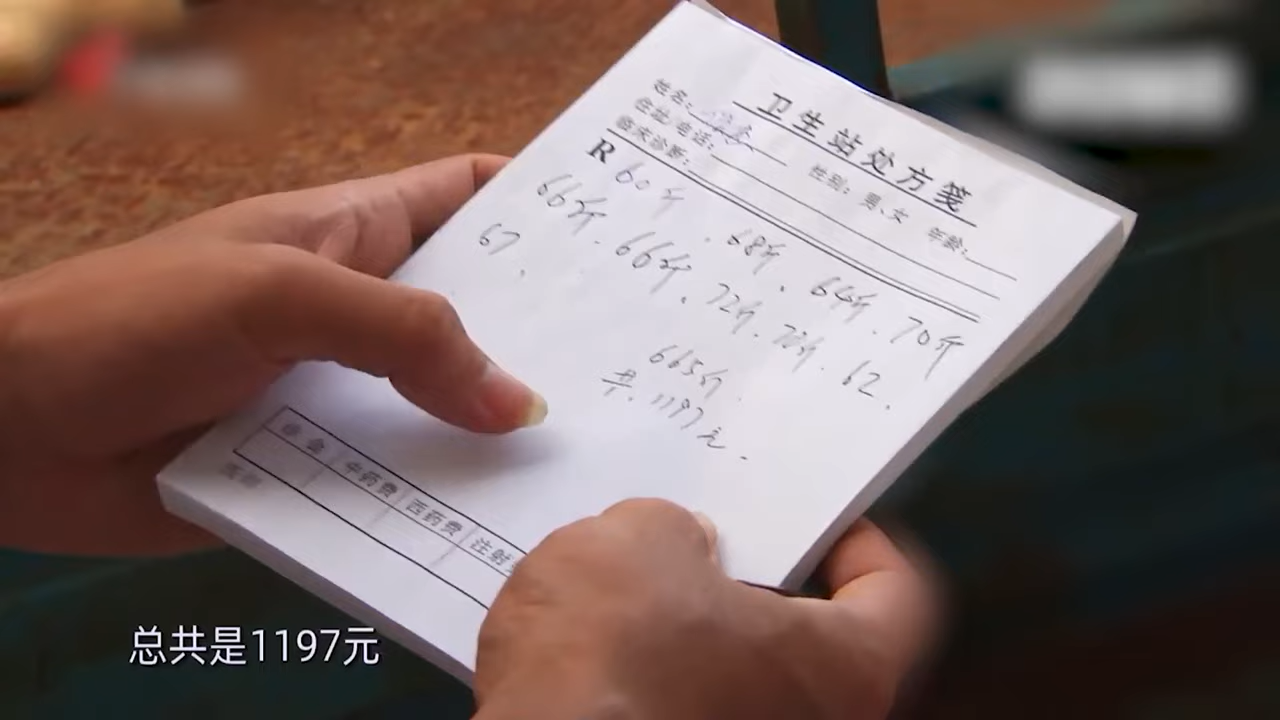 卫生站处方笺
姓名: 性别: 男、女 年龄:
住址/电话:
临床诊断:
R 60斤 . 68斤 . 64斤 . 70斤
66斤 . 66斤 . 72斤 . 70斤 . 62 .
67 .
665斤 .
共.1197元.
中药费 西药费 注射
总共是1197元